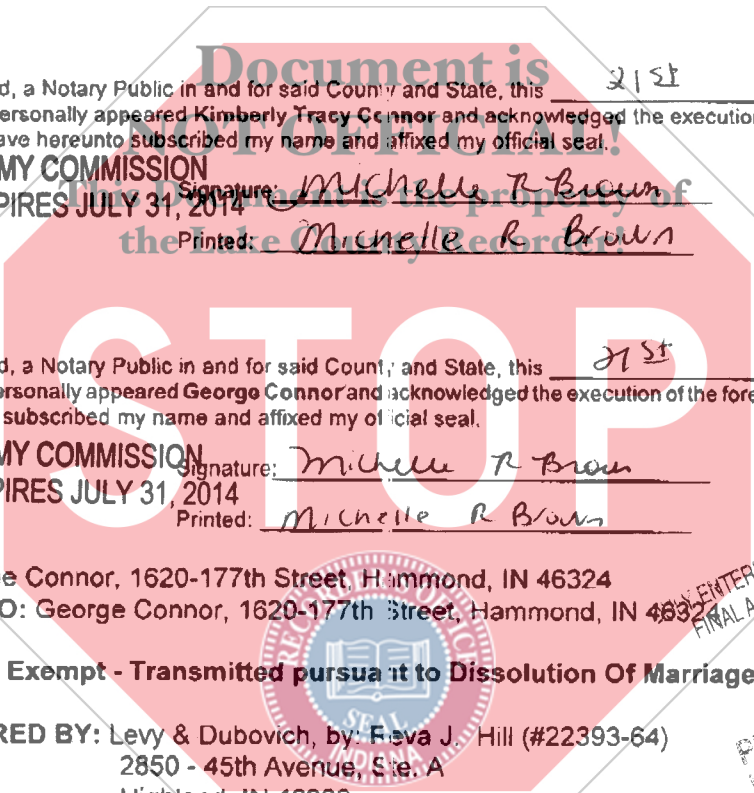 Document is
NOT OFFICIAL!
This Document is the property of
the Lake County Recorder!
STOP
d, a Notary Public in and for said County and State, this 21st
ersonally appeared Kimberly Tracy Connor and acknowledged the execution
ave hereunto subscribed my name and affixed my official seal.
MY COMMISSION
PIRES JULY 31, 2014
Signature: Michelle R Brown
Printed: Michelle R Brown
d, a Notary Public in and for said County and State, this 21st
ersonally appeared George Connor and acknowledged the execution of the fore
subscribed my name and affixed my official seal.
MY COMMISSION
PIRES JULY 31, 2014
Signature: Michelle R Brown
Printed: Michelle R Brown
e Connor, 1620-177th Street, Hammond, IN 46324
O: George Connor, 1620-177th Street, Hammond, IN 46324
ENTER
FINAL A
Exempt - Transmitted pursuant to Dissolution Of Marriage
RED BY: Levy & Dubovich, by: Reva J. Hill (#22393-64)
2850 - 45th Avenue, Ste. A
RECORDER'S OFFICE
SEAL
INDIANA